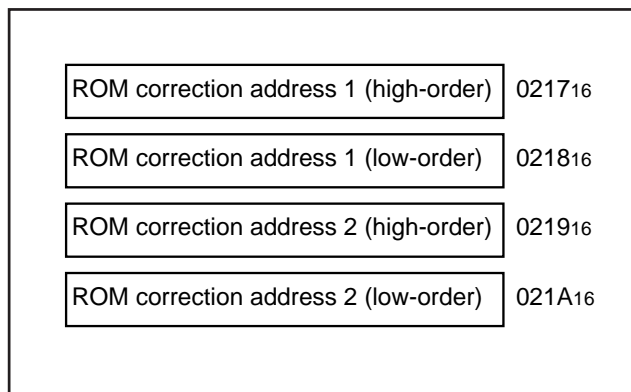 ROM correction address 1 (high-order) 0217₁₆
ROM correction address 1 (low-order) 0218₁₆
ROM correction address 2 (high-order) 0219₁₆
ROM correction address 2 (low-order) 021A₁₆